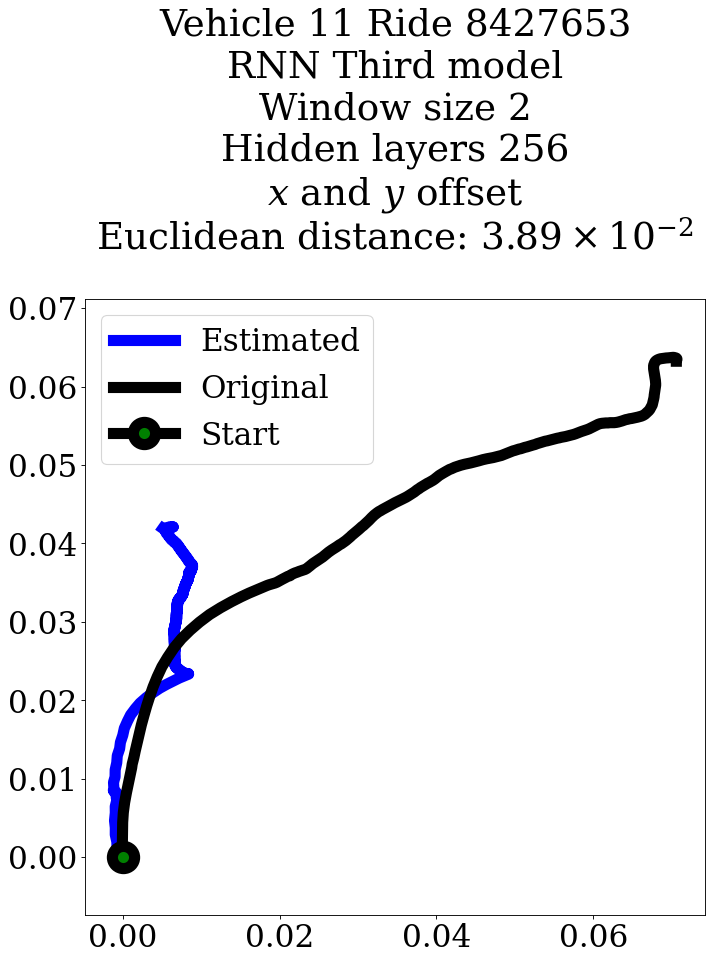 Vehicle 11 Ride 8427653
RNN Third model
Window size 2
Hidden layers 256
x and y offset
Euclidean distance: 3.89 × 10⁻²
0.07
0.06
0.05
0.04
0.03
0.02
0.01
0.00
Estimated
Original
Start
0.00 0.02 0.04 0.06